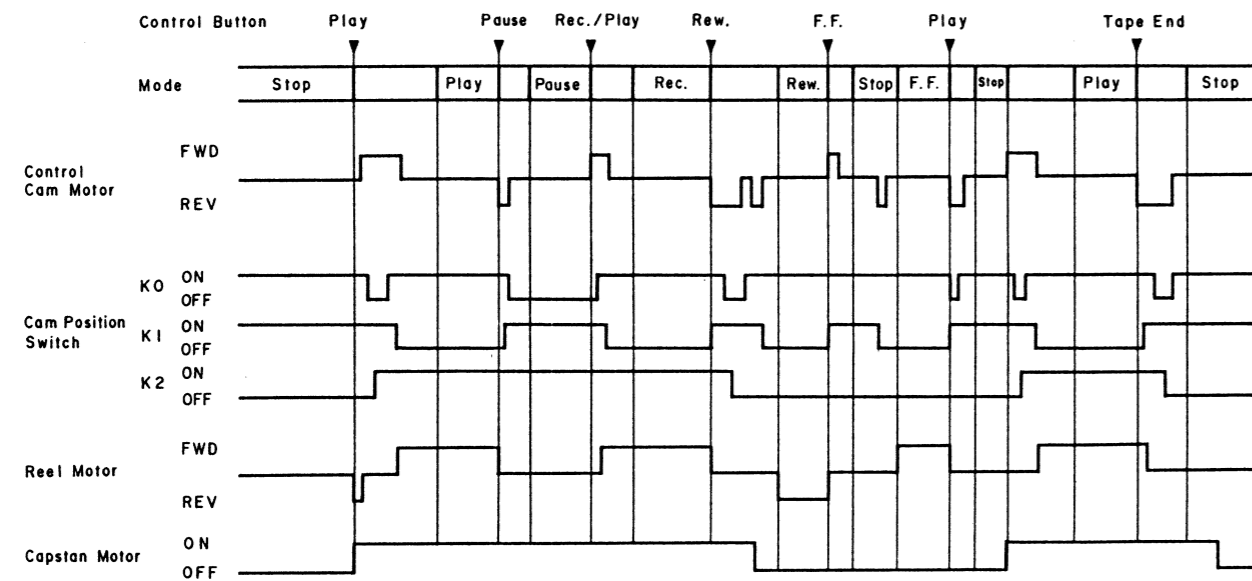 Control Button Play Pause Rec./Play Rew. F.F. Play Tape End
Mode Stop Play Pause Rec. Rew. Stop F.F. Stop Play Stop
FWD
Control
Cam Motor
REV
K0 ON
OFF
Cam Position
Switch
K1 ON
OFF
K2 ON
OFF
FWD
Reel Motor
REV
Capstan Motor ON
OFF